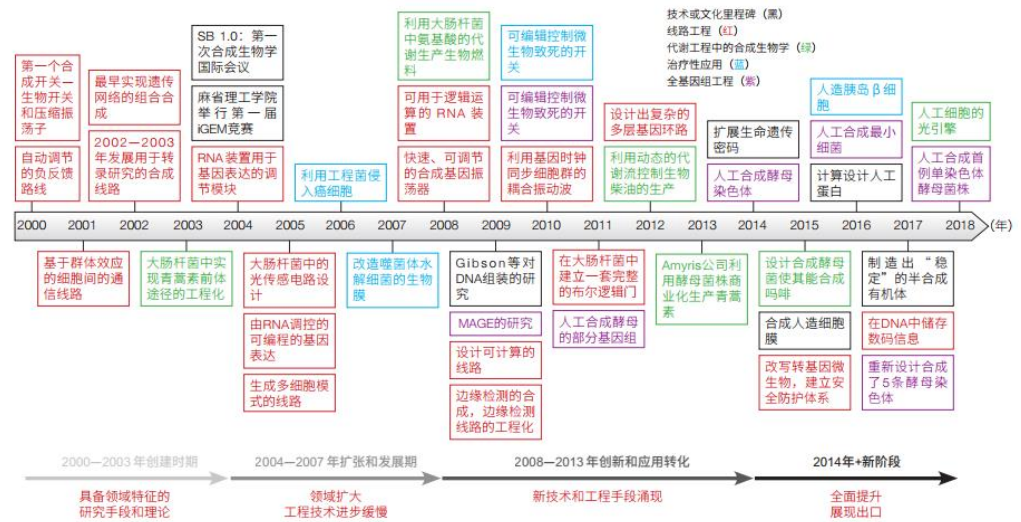 技术或文化里程碑（黑）
线路工程（红）
代谢工程中的合成生物学（绿）
治疗性应用（蓝）
全基因组工程（紫）
第一个合
成开关—
生物开关
和压缩振
荡子
自动调节
的负反馈
路线
最早实现遗传
网络的组合合
成
2002—2003
年发展用于转
录研究的合成
线路
SB 1.0：第一
次合成生物学
国际会议
麻省理工学院
举行第一届
iGEM竞赛
RNA装置用于
基因表达的调
节模块
利用工程菌侵
入癌细胞
利用大肠杆菌
中氨基酸的代
谢生产生物燃
料
可用于逻辑运
算的 RNA 装
置
快速、可调节
的合成基因振
荡器
可编辑控制微
生物致死的开
关
可编辑控制微
生物致死的开
关
利用基因时钟
同步细胞群的
耦合振动波
设计出复杂的
多层基因环路
利用动态的代
谢流控制生物
柴油的生产
扩展生命遗传
密码
人工合成酵母
染色体
人造胰岛β细
胞
人工合成最小
细菌
计算设计人工
蛋白
人工细胞的
光引擎
人工合成首
例单染色体
酵母菌株
2000 2001 2002 2003 2004 2005 2006 2007 2008 2009 2010 2011 2012 2013 2014 2015 2016 2017 2018 (年)
基于群体效应
的细胞间的通
信线路
大肠杆菌中实
现青蒿素前体
途径的工程化
大肠杆菌中的
光传感电路设
计
由RNA调控的
可编程的基因
表达
生成多细胞模
式的线路
改造噬菌体水
解细菌的生物
膜
Gibson等对
DNA组装的研
究
MAGE的研究
设计可计算的
线路
边缘检测的合
成，边缘检测
线路的工程化
在大肠杆菌中
建立一套完整
的布尔逻辑门
人工合成酵母
的部分基因组
Amyris公司利
用酵母菌株商
业化生产青蒿
素
设计合成酵母
菌使其能合成
吗啡
合成人造细胞
膜
改写转基因微
生物，建立安
全防护体系
制造出“稳
定”的半合成
有机体
在DNA中储存
数码信息
重新设计合成
了5条酵母染
色体
2000—2003 年创建时期
2004—2007 年扩张和发展期
2008—2013年创新和应用转化
2014年+新阶段
具备领域特征的
研究手段和理论
领域扩大
工程技术进步缓慢
新技术和工程手段涌现
全面提升
展现出口